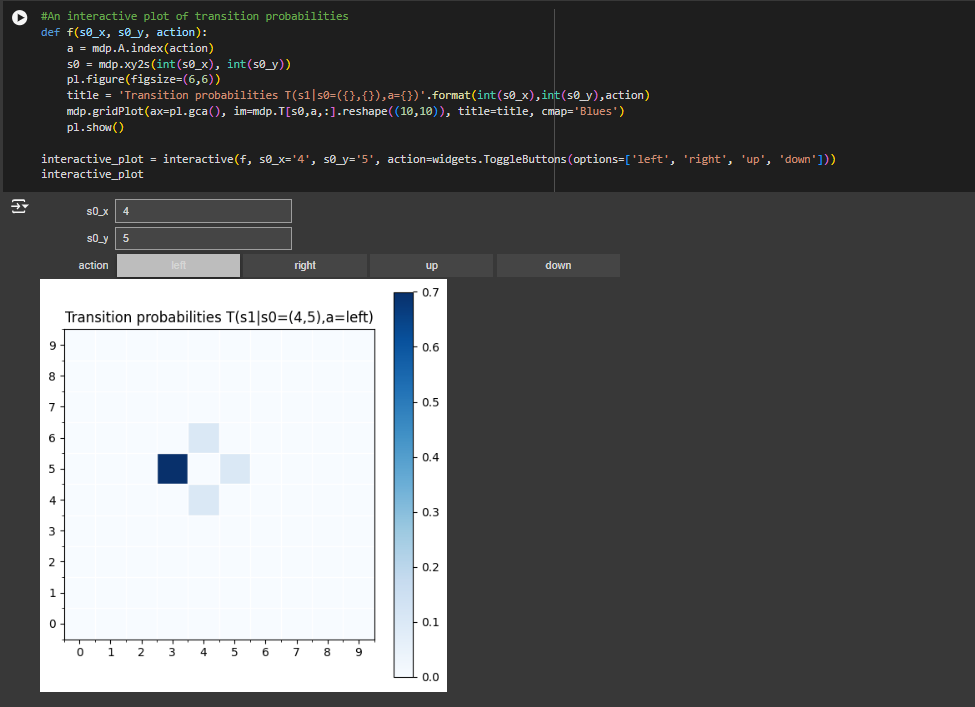 #An interactive plot of transition probabilities
def f(s0_x, s0_y, action):
    a = mdp.A.index(action)
    s0 = mdp.xy2s(int(s0_x), int(s0_y))
    pl.figure(figsize=(6,6))
    title = 'Transition probabilities T(s1|s0=({},{}),a={})'.format(int(s0_x),int(s0_y),action)
    mdp.gridPlot(ax=pl.gca(), im=mdp.T[s0,a,:].reshape((10,10)), title=title, cmap='Blues')
    pl.show()
interactive_plot = interactive(f, s0_x='4', s0_y='5', action=widgets.ToggleButtons(options=['left', 'right', 'up', 'down']))
interactive_plot
s0_x 4
s0_y 5
action left right up down
Transition probabilities T(s1|s0=(4,5),a=left)
9
8
7
6
5
4
3
2
1
0
0 1 2 3 4 5 6 7 8 9
0.7
0.6
0.5
0.4
0.3
0.2
0.1
0.0